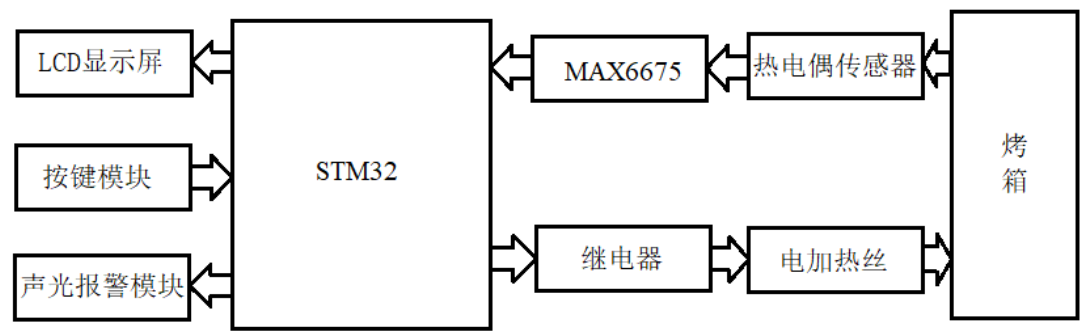 LCD显示屏
按键模块
声光报警模块
STM32
MAX6675
热电偶传感器
继电器
电加热丝
烤
箱